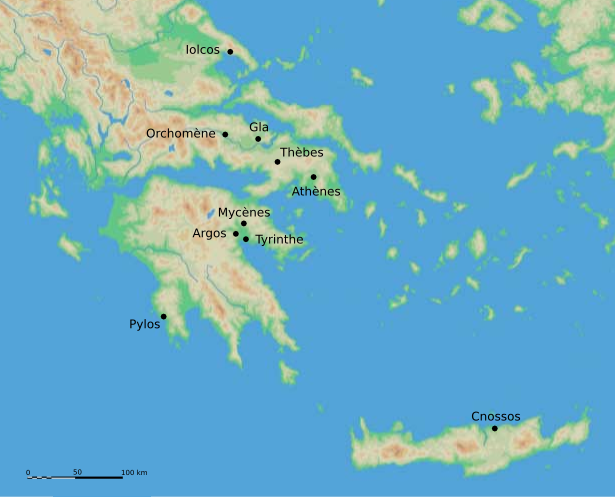 Iolcos
Gla
Orchomène
Thèbes
Athènes
Mycènes
Argos
Tyrinthe
Pylos
Cnossos
0 50 100 km